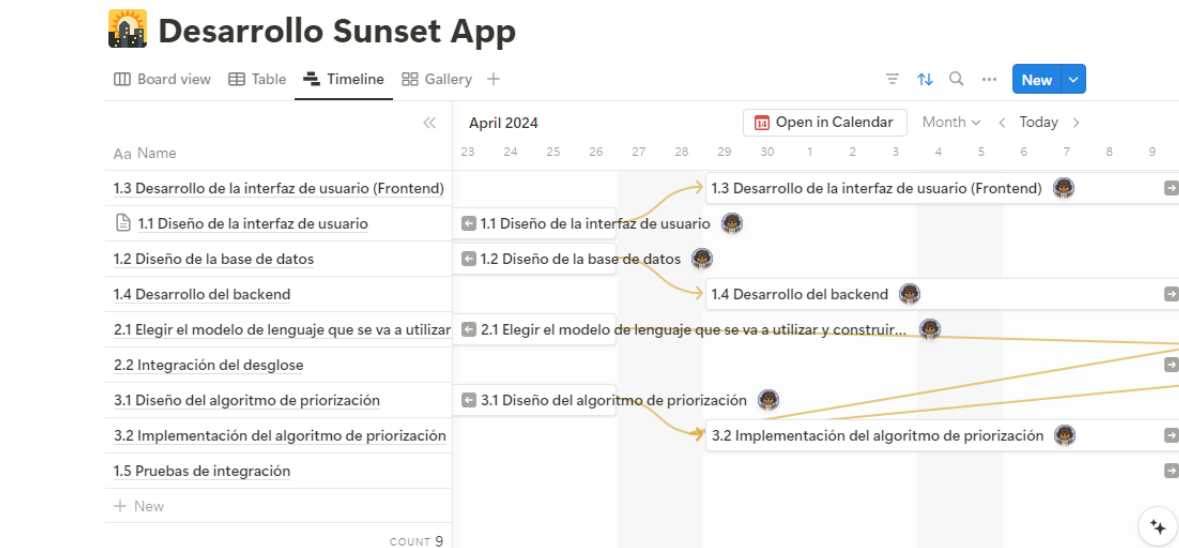 Desarrollo Sunset App
Board view Table Timeline Gallery
New
April 2024
14 Open in Calendar Month Today
Aa Name
23 24 25 26 27 28 29 30 1 2 3 4 5 6 7 8 9
1.3 Desarrollo de la interfaz de usuario (Frontend) 1.3 Desarrollo de la interfaz de usuario (Frontend)
1.1 Diseño de la interfaz de usuario 1.1 Diseño de la interfaz de usuario
1.2 Diseño de la base de datos 1.2 Diseño de la base de datos
1.4 Desarrollo del backend 1.4 Desarrollo del backend
2.1 Elegir el modelo de lenguaje que se va a utilizar 2.1 Elegir el modelo de lenguaje que se va a utilizar y construir...
2.2 Integración del desglose
3.1 Diseño del algoritmo de priorización 3.1 Diseño del algoritmo de priorización
3.2 Implementación del algoritmo de priorización 3.2 Implementación del algoritmo de priorización
1.5 Pruebas de integración
+ New
COUNT 9